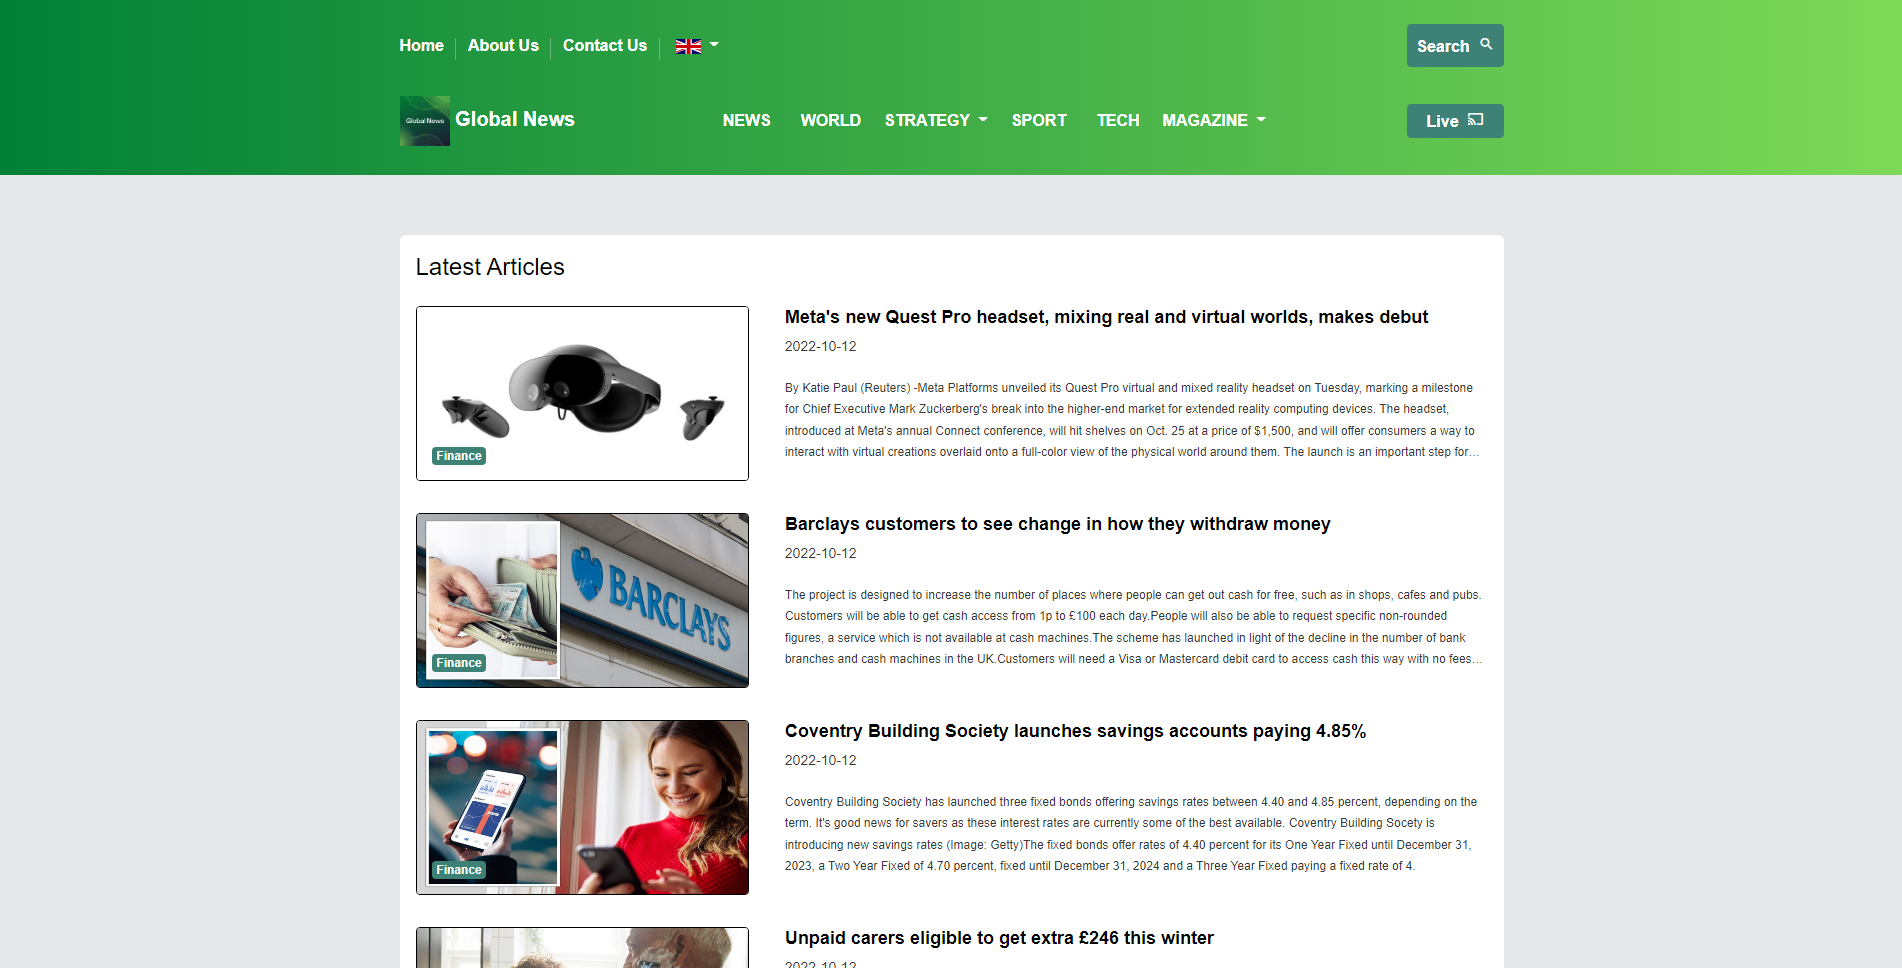 Home
About Us
Contact Us
Search
Global News
Global News
NEWS
WORLD
STRATEGY
SPORT
TECH
MAGAZINE
Live
Latest Articles
Finance
Meta's new Quest Pro headset, mixing real and virtual worlds, makes debut
2022-10-12
By Katie Paul (Reuters) -Meta Platforms unveiled its Quest Pro virtual and mixed reality headset on Tuesday, marking a milestone
for Chief Executive Mark Zuckerberg's break into the higher-end market for extended reality computing devices. The headset,
introduced at Meta's annual Connect conference, will hit shelves on Oct. 25 at a price of $1,500, and will offer consumers a way to
interact with virtual creations overlaid onto a full-color view of the physical world around them. The launch is an important step for...
BARCLAYS
Finance
Barclays customers to see change in how they withdraw money
2022-10-12
The project is designed to increase the number of places where people can get out cash for free, such as in shops, cafes and pubs.
Customers will be able to get cash access from 1p to £100 each day.People will also be able to request specific non-rounded
figures, a service which is not available at cash machines.The scheme has launched in light of the decline in the number of bank
branches and cash machines in the UK.Customers will need a Visa or Mastercard debit card to access cash this way with no fees...
Finance
Coventry Building Society launches savings accounts paying 4.85%
2022-10-12
Coventry Building Society has launched three fixed bonds offering savings rates between 4.40 and 4.85 percent, depending on the
term. It's good news for savers as these interest rates are currently some of the best available. Coventry Building Socety is
introducing new savings rates (Image: Getty)The fixed bonds offer rates of 4.40 percent for its One Year Fixed until December 31,
2023, a Two Year Fixed of 4.70 percent, fixed until December 31, 2024 and a Three Year Fixed paying a fixed rate of 4.
Unpaid carers eligible to get extra £246 this winter
2022-10-12